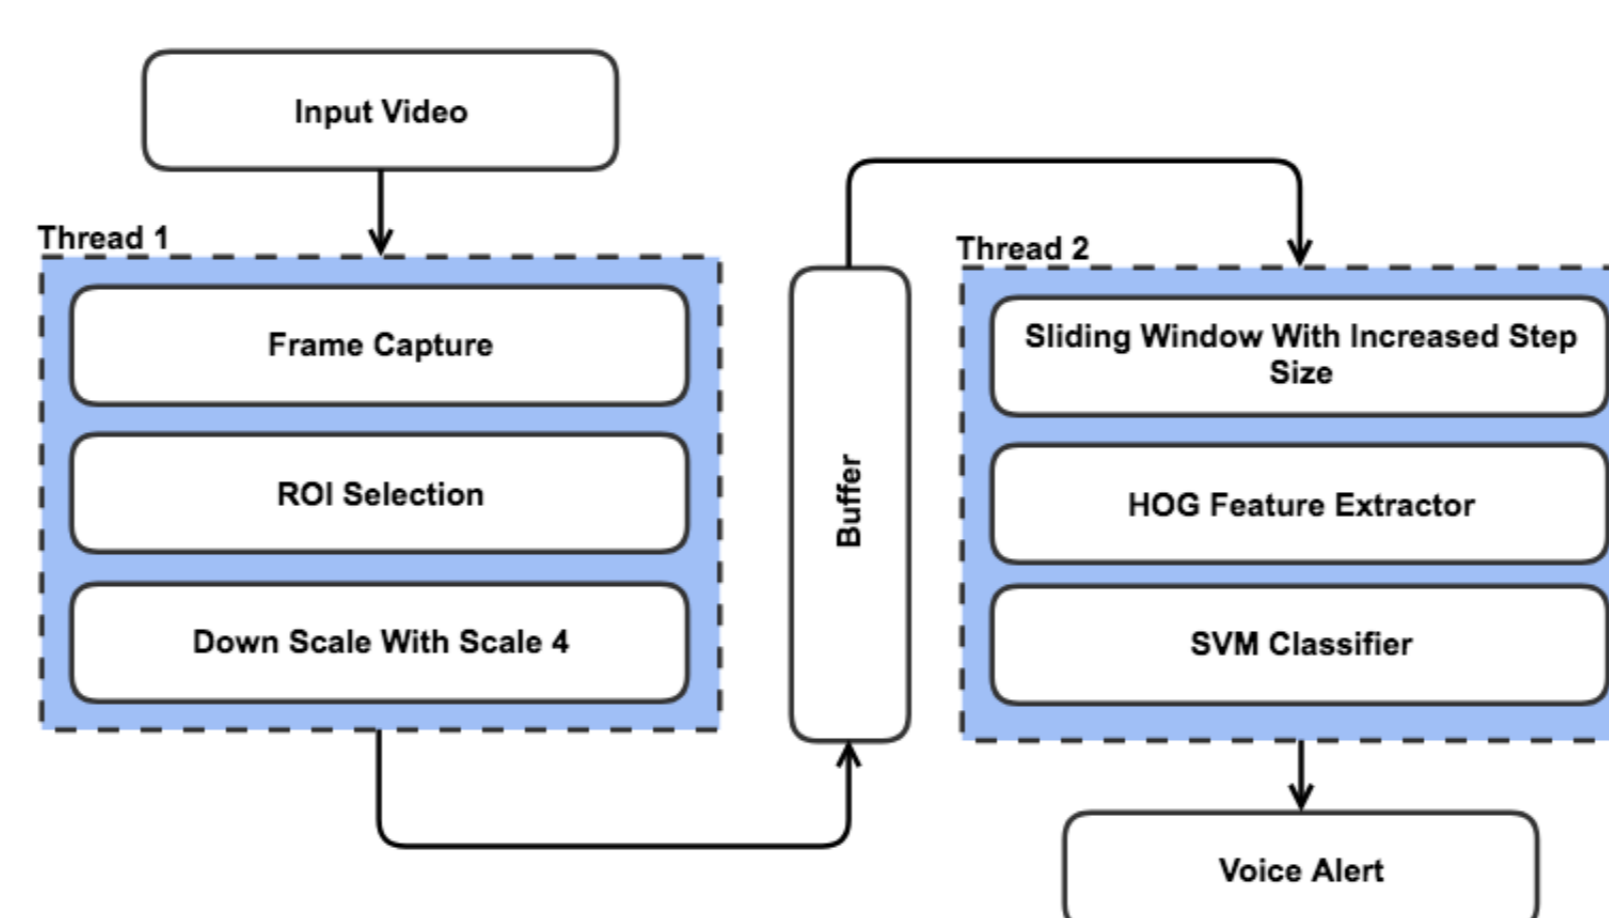 Input Video
Thread 1
Frame Capture
ROI Selection
Down Scale With Scale 4
Buffer
Thread 2
Sliding Window With Increased Step
Size
HOG Feature Extractor
SVM Classifier
Voice Alert